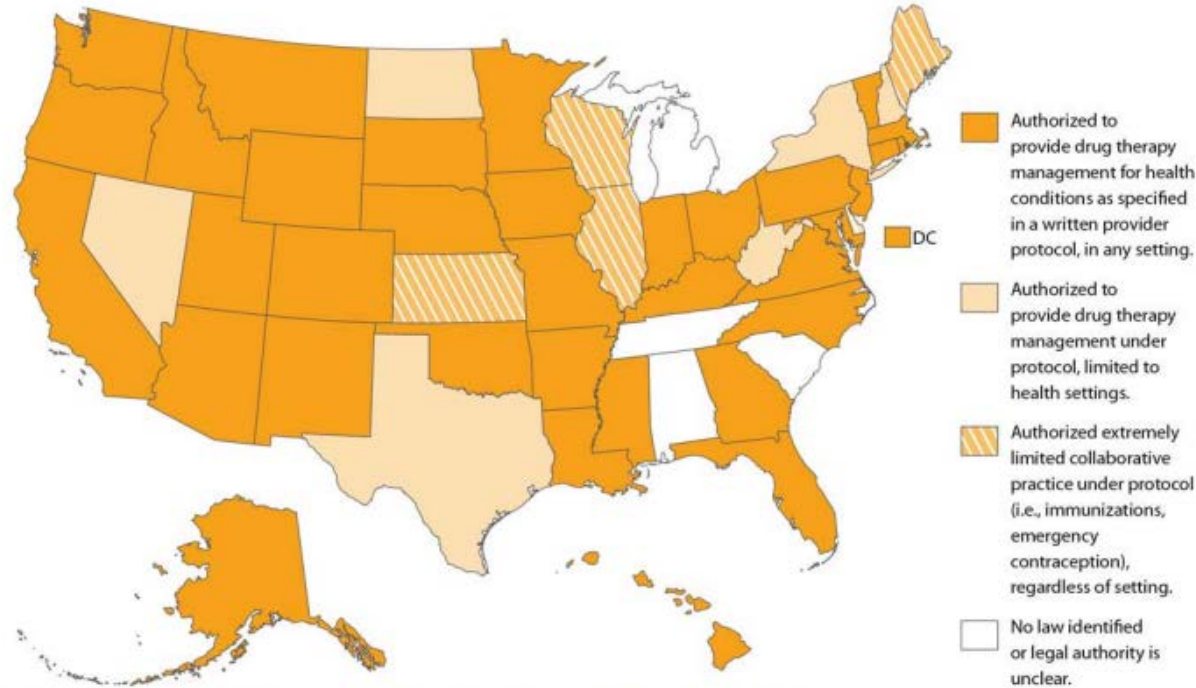 DC
Authorized to
provide drug therapy
management for health
conditions as specified
in a written provider
protocol, in any setting.
Authorized to
provide drug therapy
management under
protocol, limited to
health settings.
Authorized extremely
limited collaborative
practice under protocol
(i.e., immunizations,
emergency
contraception),
regardless of setting.
No law identified
or legal authority is
unclear.